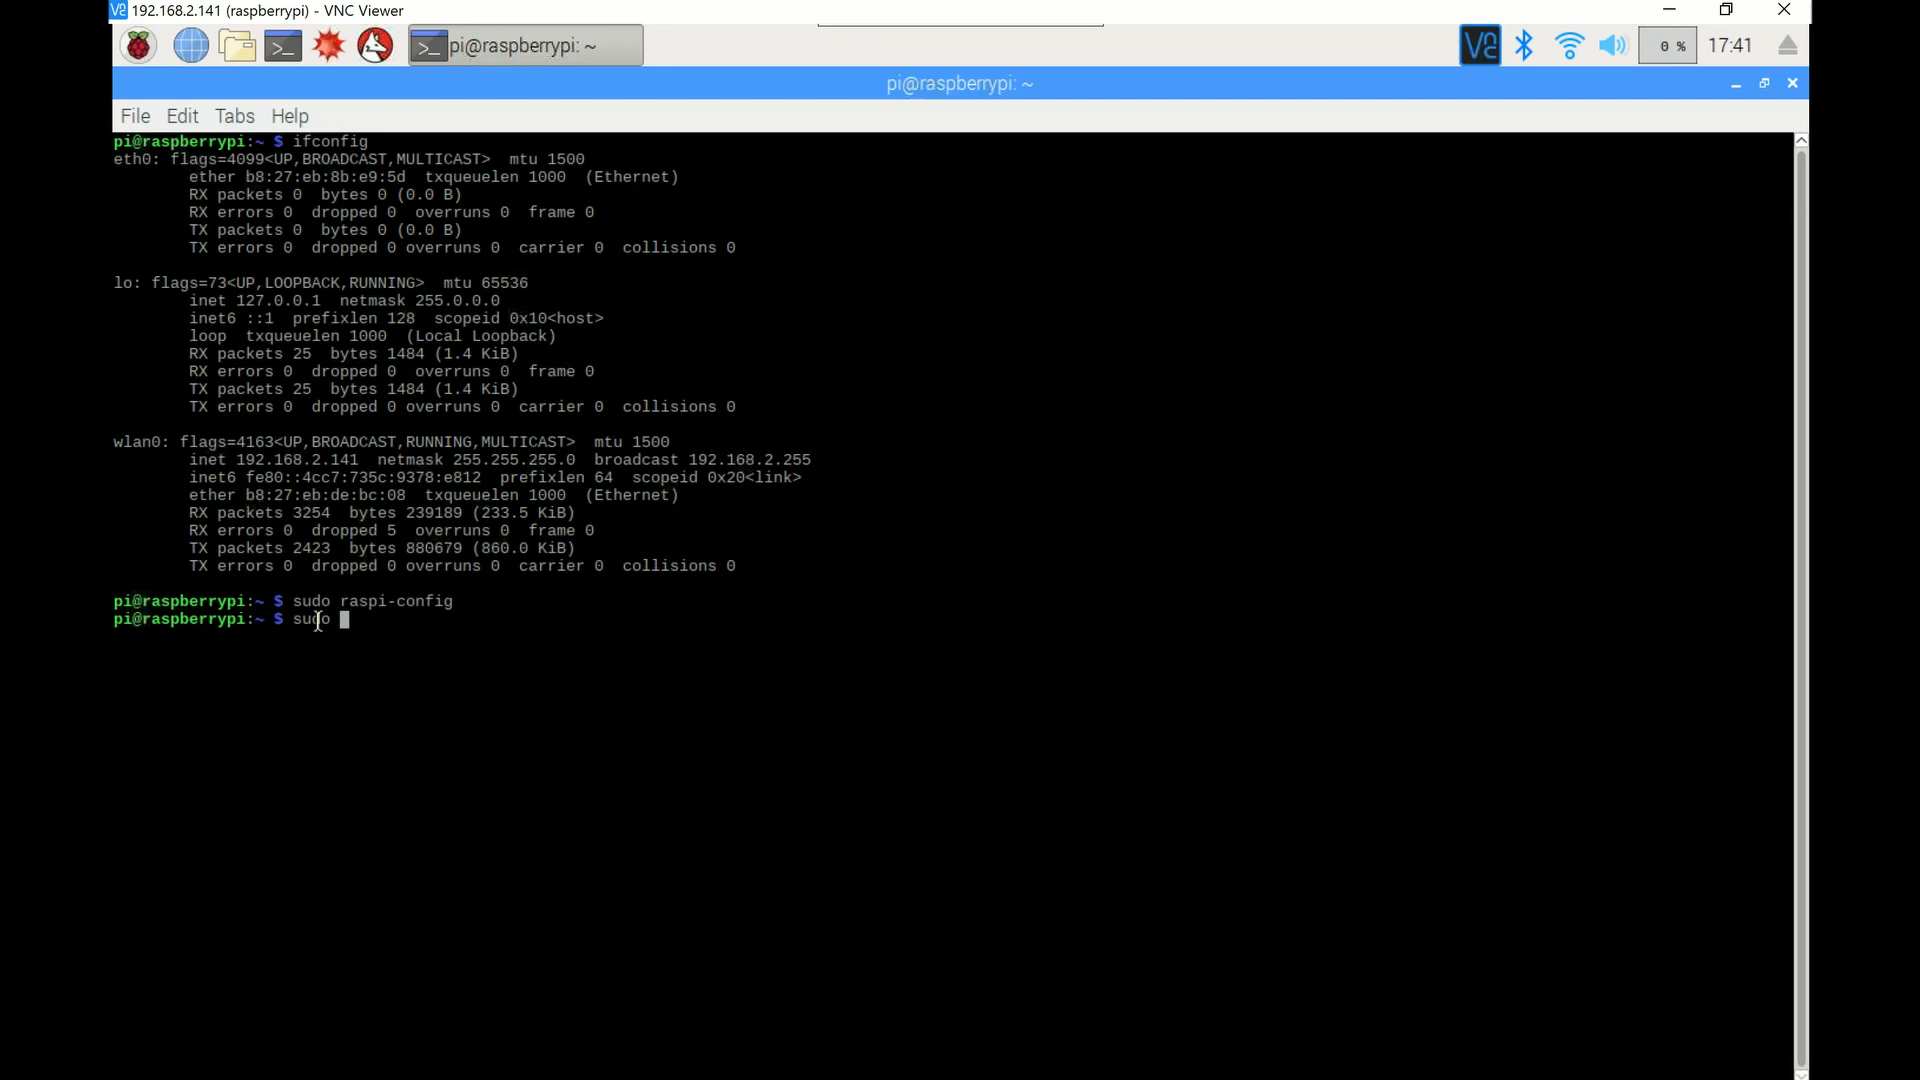 192.168.2.141 (raspberrypi) - VNC Viewer
pi@raspberrypi: ~
0 %
17:41
pi@raspberrypi: ~
File Edit Tabs Help
pi@raspberrypi:~ $ ifconfig
eth0: flags=4099<UP,BROADCAST,MULTICAST>  mtu 1500
        ether b8:27:eb:8b:e9:5d  txqueuelen 1000  (Ethernet)
        RX packets 0  bytes 0 (0.0 B)
        RX errors 0  dropped 0  overruns 0  frame 0
        TX packets 0  bytes 0 (0.0 B)
        TX errors 0  dropped 0 overruns 0  carrier 0  collisions 0
lo: flags=73<UP,LOOPBACK,RUNNING>  mtu 65536
        inet 127.0.0.1  netmask 255.0.0.0
        inet6 ::1  prefixlen 128  scopeid 0x10<host>
        loop  txqueuelen 1000  (Local Loopback)
        RX packets 25  bytes 1484 (1.4 KiB)
        RX errors 0  dropped 0  overruns 0  frame 0
        TX packets 25  bytes 1484 (1.4 KiB)
        TX errors 0  dropped 0 overruns 0  carrier 0  collisions 0
wlan0: flags=4163<UP,BROADCAST,RUNNING,MULTICAST>  mtu 1500
        inet 192.168.2.141  netmask 255.255.255.0  broadcast 192.168.2.255
        inet6 fe80::4cc7:735c:9378:e812  prefixlen 64  scopeid 0x20<link>
        ether b8:27:eb:de:bc:08  txqueuelen 1000  (Ethernet)
        RX packets 3254  bytes 239189 (233.5 KiB)
        RX errors 0  dropped 5  overruns 0  frame 0
        TX packets 2423  bytes 880679 (860.0 KiB)
        TX errors 0  dropped 0 overruns 0  carrier 0  collisions 0
pi@raspberrypi:~ $ sudo raspi-config
pi@raspberrypi:~ $ sudo